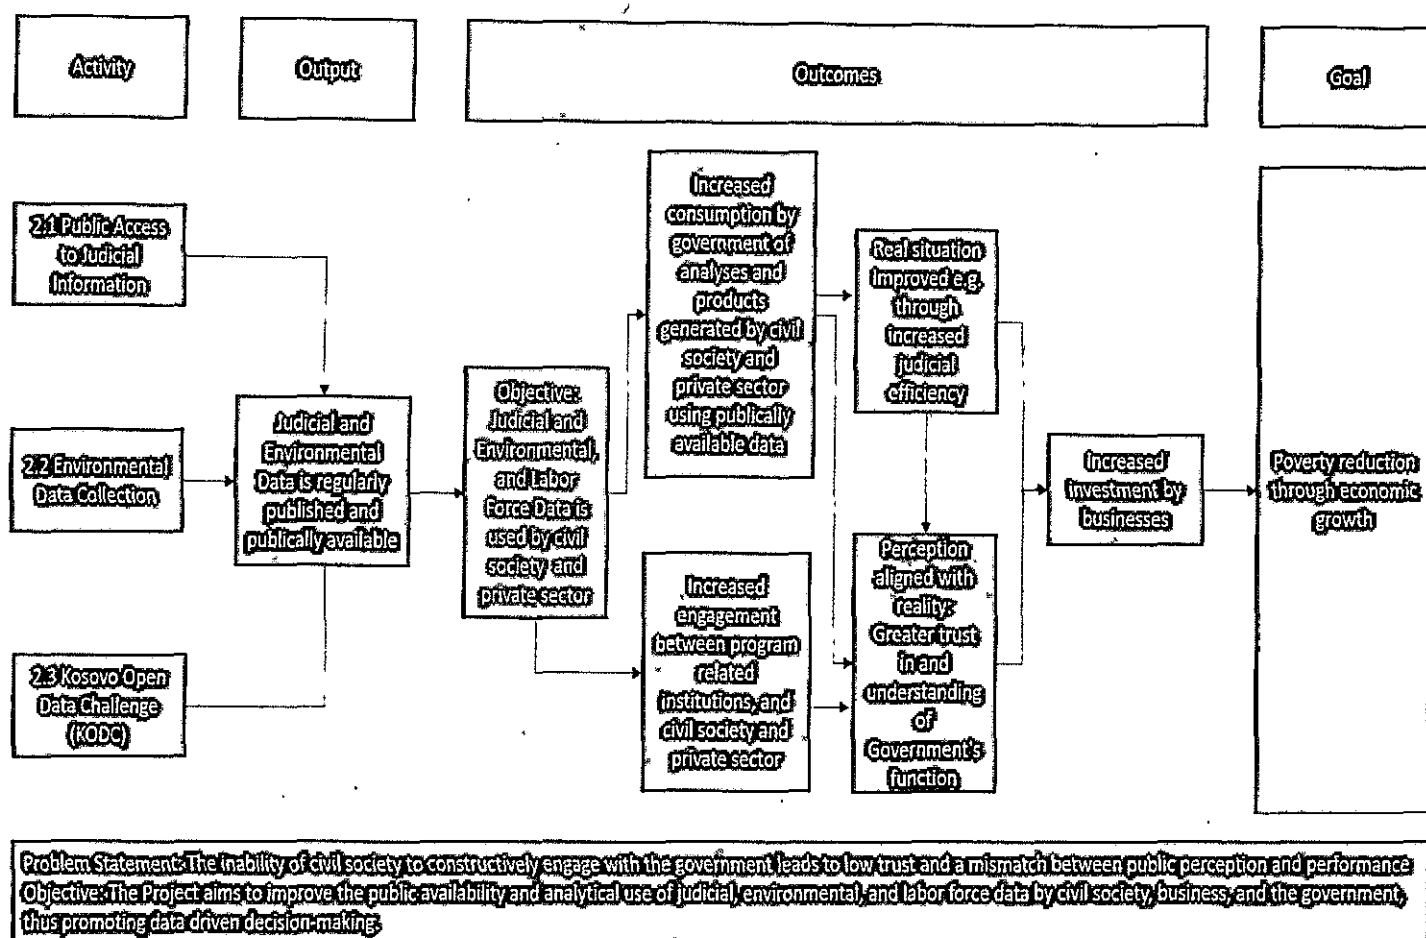 Activity
Output
Outcomes
Goal
2.1 Public Access
to Judicial
Information
2.2 Environmental
Data Collection
2.3 Kosovo Open
Data Challenge
(KODC)
Judicial and
Environmental
Data is regularly
published and
publically available
Objective:
Judicial and
Environmental,
and Labor
Force Data is
used by civil
society and
private sector
Increased
consumption by
government of
analyses and
products
generated by civil
society and
private sector
using publically
available data
Increased
engagement
between program
related
institutions, and
civil society and
private sector
Real situation
Improved e.g.
through
increased
judicial
efficiency
Perception
aligned with
reality:
Greater trust
in and
understanding
of
Government's
function
Increased
investment by
businesses
Poverty reduction
through economic
growth
Problem Statement: The inability of civil society to constructively engage with the government leads to low trust and a mismatch between public perception and performance
Objective: The Project aims to improve the public availability and analytical use of judicial, environmental, and labor force data by civil society, business, and the government,
thus promoting data driven decision-making.